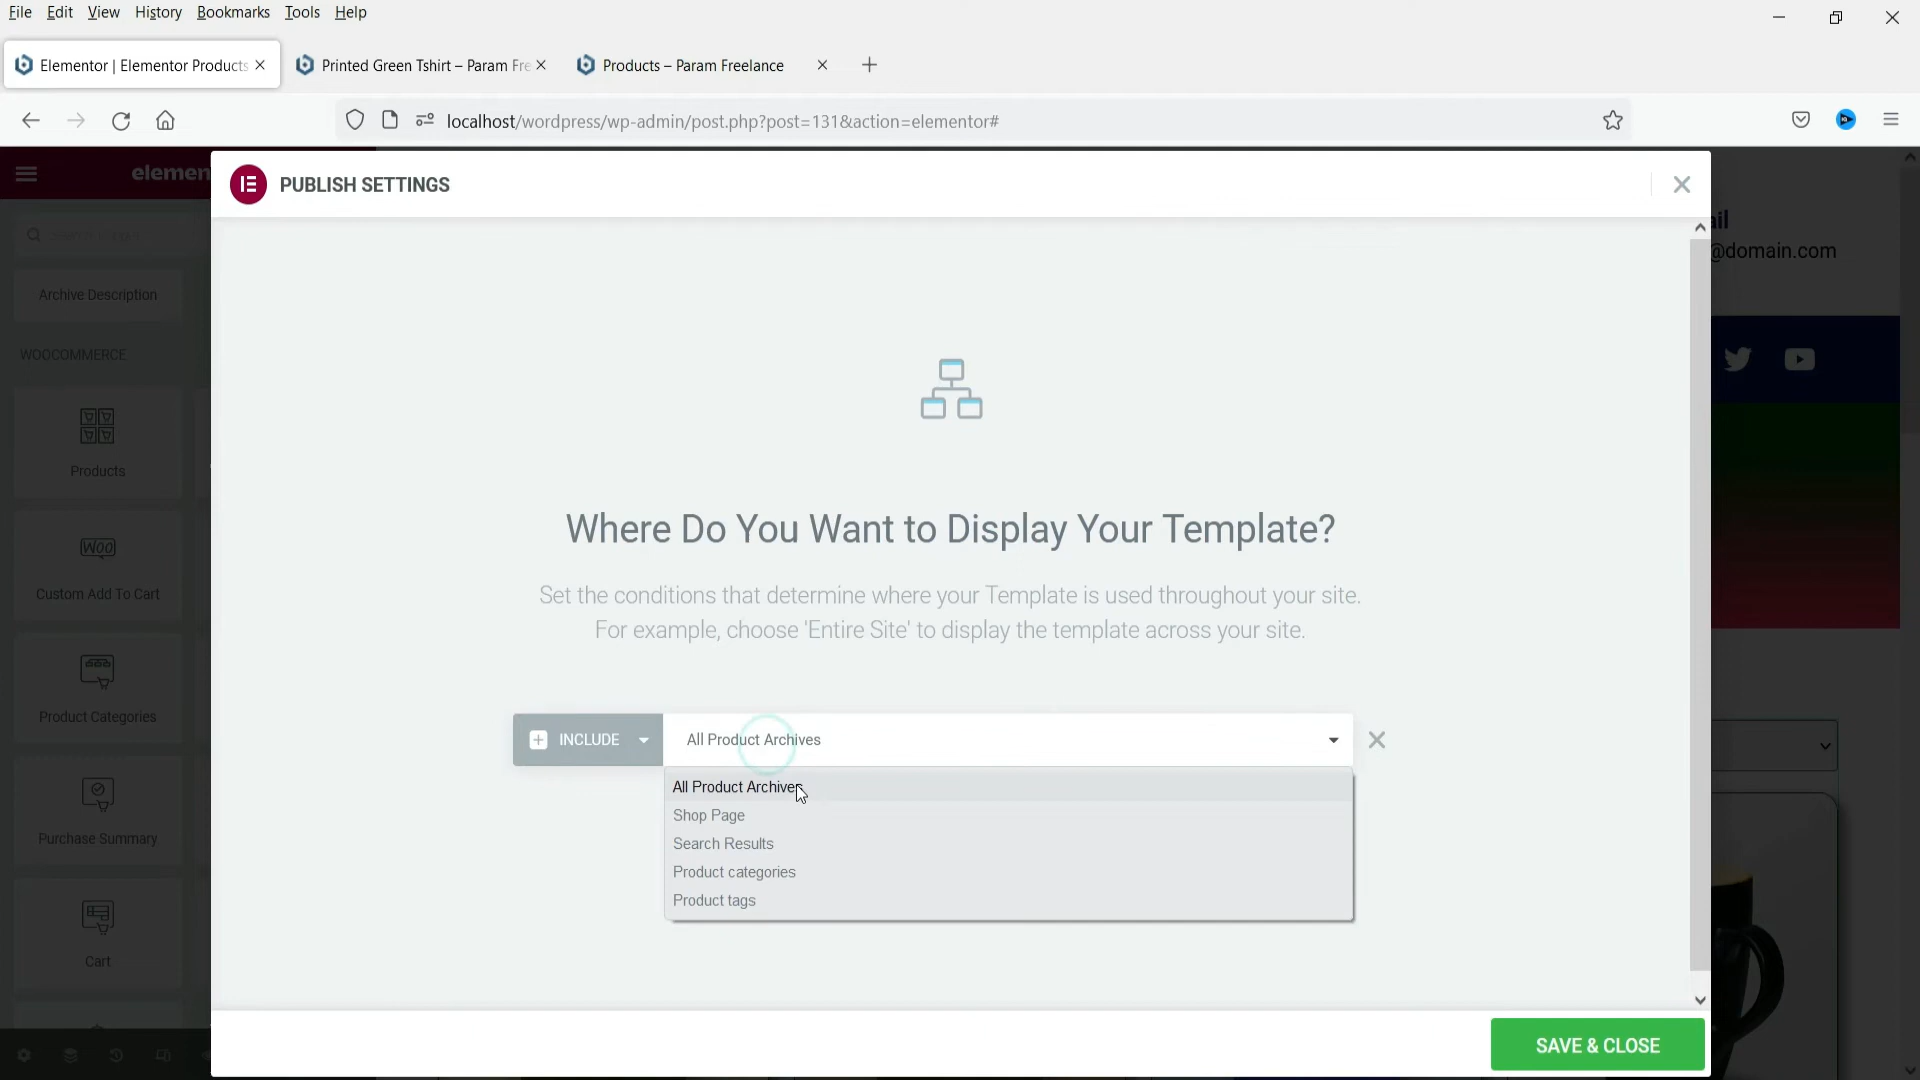 File Edit View History Bookmarks Tools Help
Elementor | Elementor Products
Printed Green Tshirt – Param Fre
Products – Param Freelance
localhost/wordpress/wp-admin/post.php?post=131&action=elementor#
elemen
PUBLISH SETTINGS
ail
@domain.com
Archive Description
WOOCOMMERCE
Products
WOO
Custom Add To Cart
Product Categories
Purchase Summary
Cart
Where Do You Want to Display Your Template?
Set the conditions that determine where your Template is used throughout your site.
For example, choose 'Entire Site' to display the template across your site.
INCLUDE
All Product Archives
All Product Archives
Shop Page
Search Results
Product categories
Product tags
SAVE & CLOSE